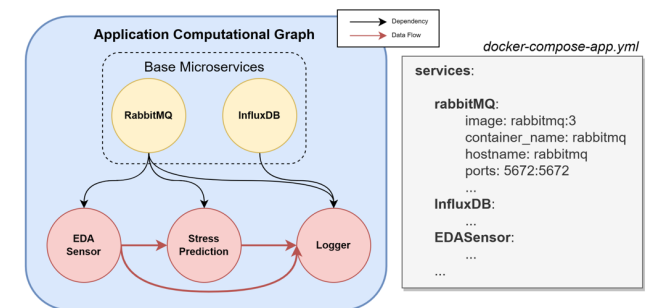 Application Computational Graph
Dependency
Data Flow
Base Microservices
RabbitMQ
InfluxDB
EDA
Sensor
Stress
Prediction
Logger
docker-compose-app.yml
services:
rabbitMQ:
image: rabbitmq:3
container_name: rabbitmq
hostname: rabbitmq
ports: 5672:5672
...
InfluxDB:
...
EDASensor:
...
...